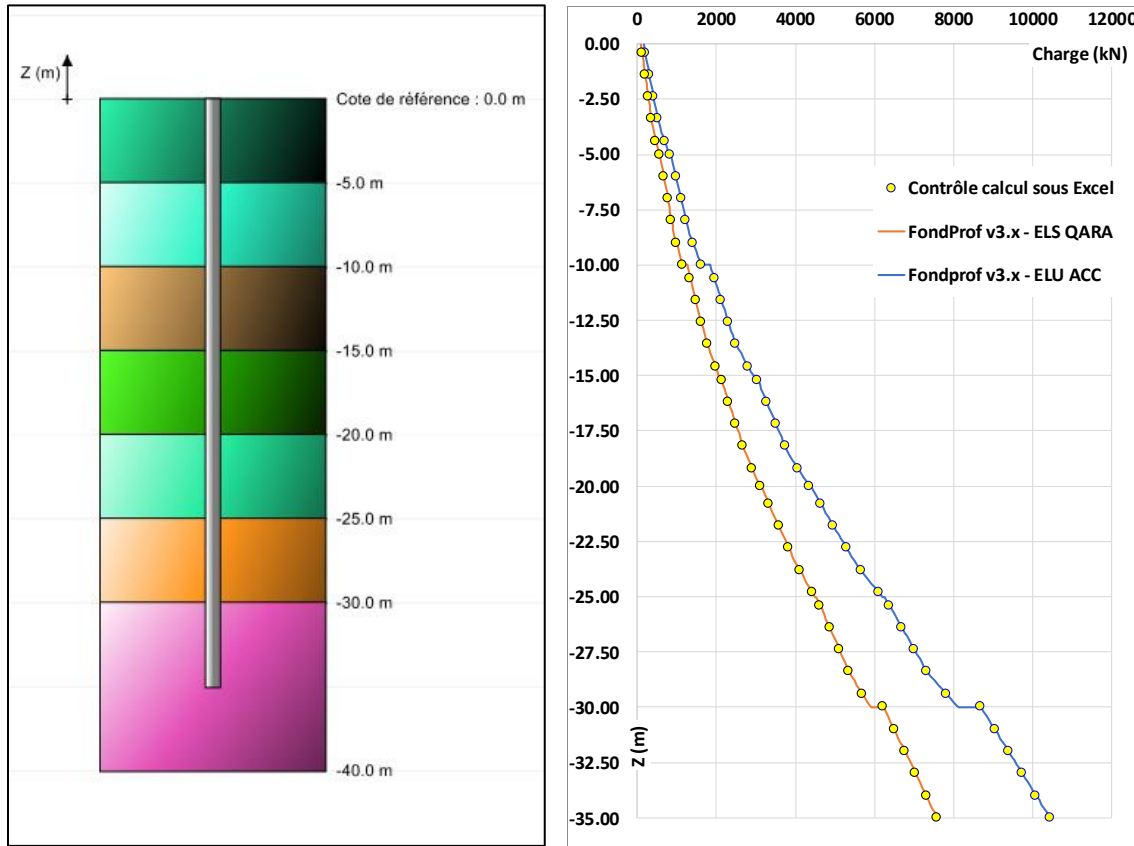 Z (m)
Cote de référence : 0.0 m
-5.0 m
-10.0 m
-15.0 m
-20.0 m
-25.0 m
-30.0 m
-40.0 m
0 2000 4000 6000 8000 10000 12000
Charge (kN)
0.00
-2.50
-5.00
-7.50
-10.00
-12.50
-15.00
-17.50
-20.00
-22.50
-25.00
-27.50
-30.00
-32.50
-35.00
Z (m)
Contrôle calcul sous Excel
FondProf v3.x - ELS QARA
Fondprof v3.x - ELU ACC